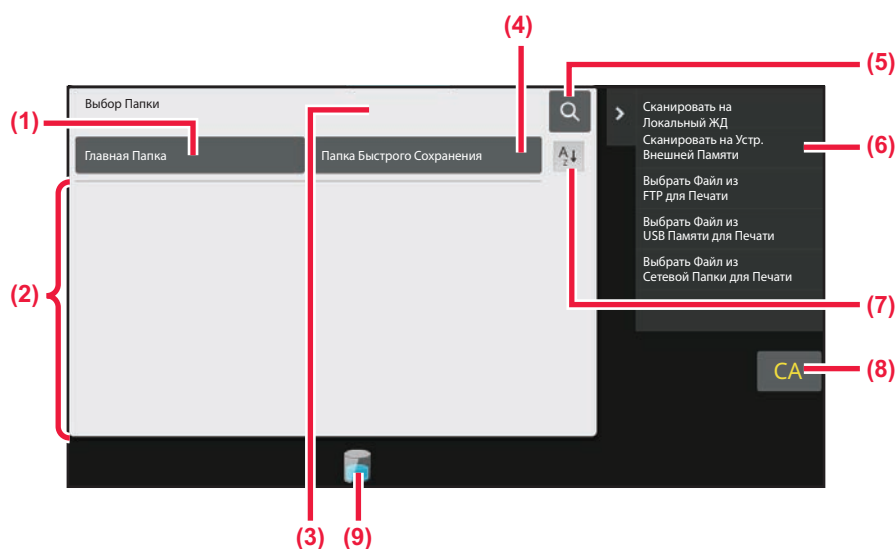 (4)
(5)
Выбор Папки
(1)
Главная Папка
Папка Быстрого Сохранения
A
Z
Сканировать на
Локальный ЖД
Сканировать на Устр.
Внешней Памяти
(6)
Выбрать Файл из
FTP для Печати
Выбрать Файл из
USB Памяти для Печати
Выбрать Файл из
Сетевой Папки для Печати
(2)
(7)
CA
(8)
(3)
(9)